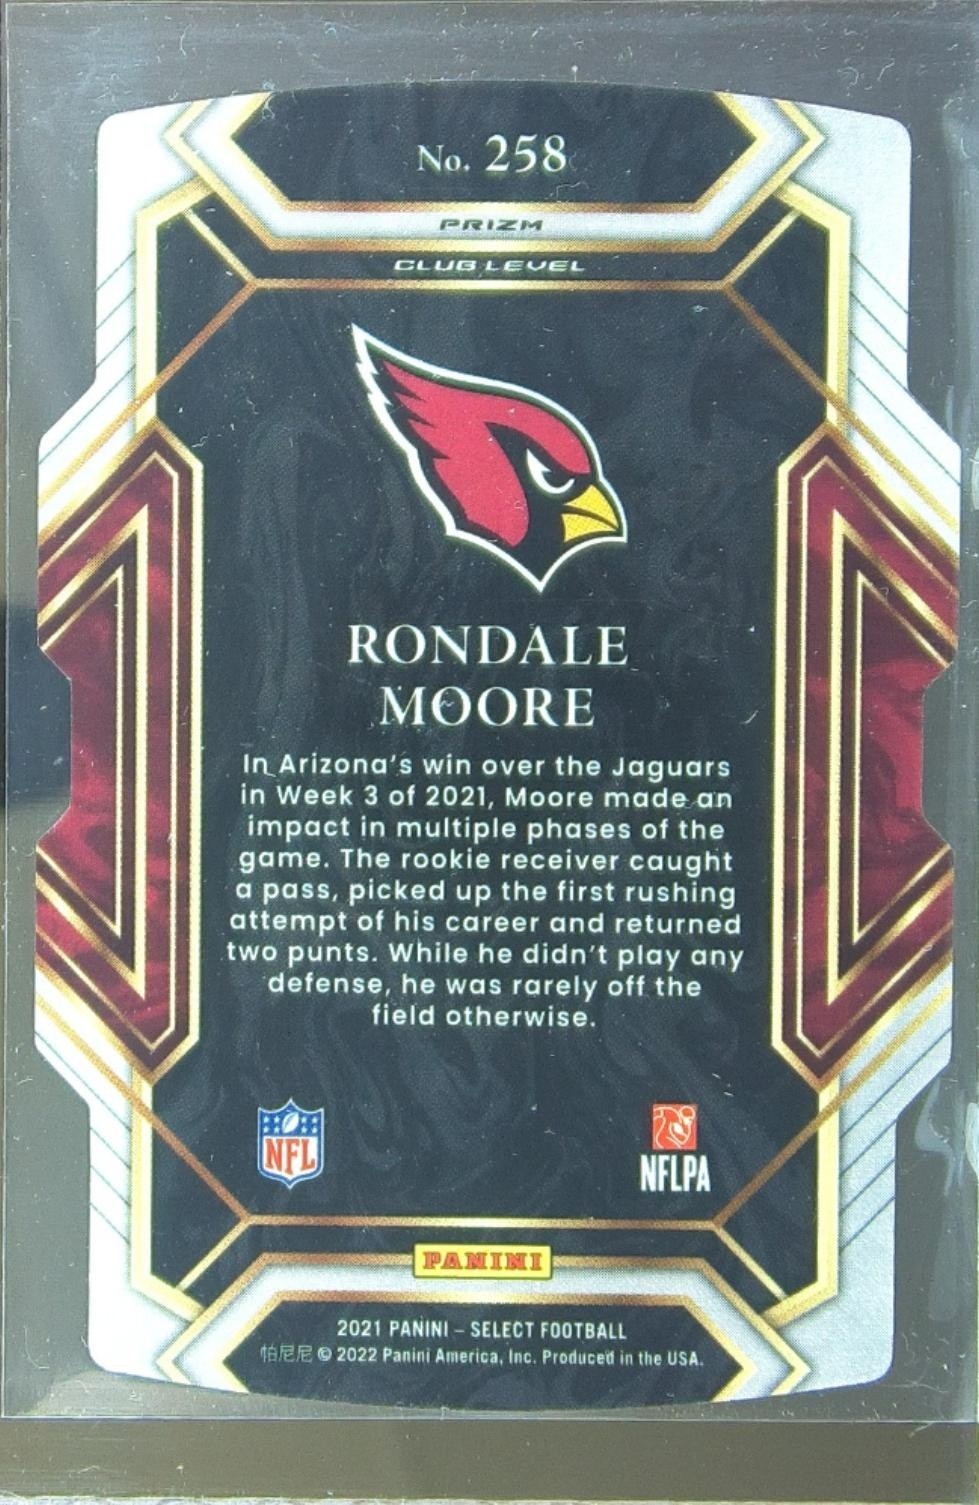 No. 258
PRIZM
CLUB LEVEL
RONDALE
MOORE
In Arizona's win over the Jaguars
in Week 3 of 2021, Moore made an
impact in multiple phases of the
game. The rookie receiver caught
a pass, picked up the first rushing
attempt of his career and returned
two punts. While he didn't play any
defense, he was rarely off the
field otherwise.
NFL
NFLPA
PANINI
2021 PANINI – SELECT FOOTBALL
帕尼尼 © 2022 Panini America, Inc. Produced in the USA.